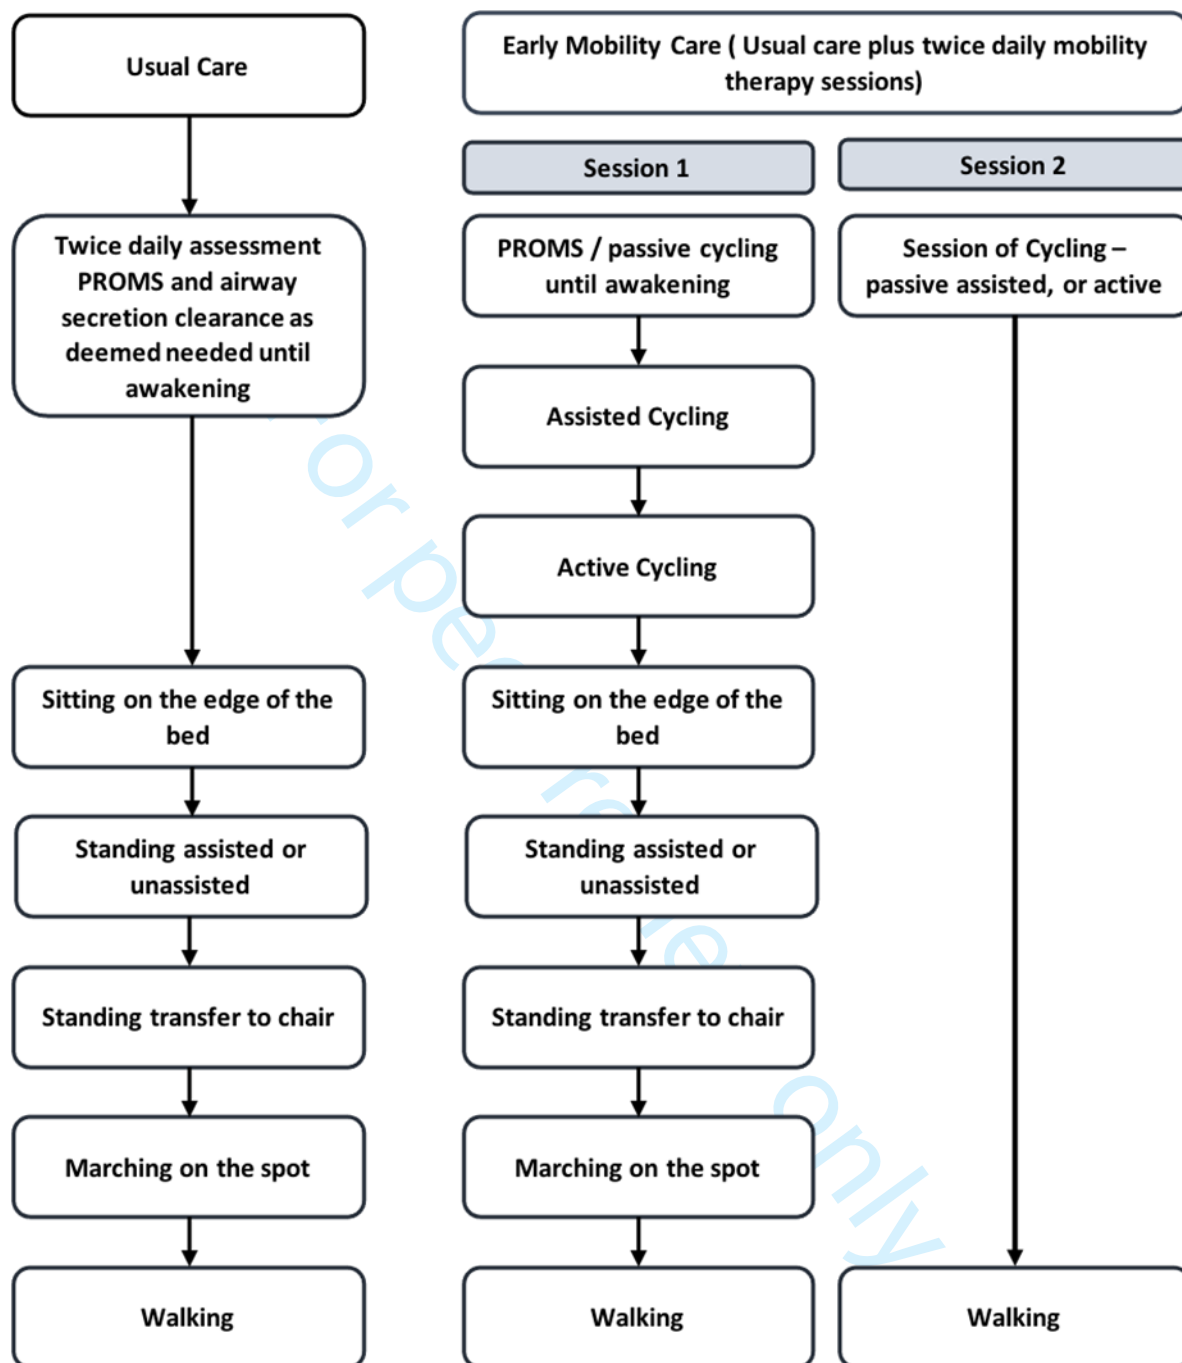 Usual Care
Twice daily assessment
PROMS and airway
secretion clearance as
deemed needed until
awakening
Sitting on the edge of the
bed
Standing assisted or
unassisted
Standing transfer to chair
Marching on the spot
Walking
Early Mobility Care ( Usual care plus twice daily mobility
therapy sessions)
Session 1
PROMS / passive cycling
until awakening
Assisted Cycling
Active Cycling
Sitting on the edge of the
bed
Standing assisted or
unassisted
Standing transfer to chair
Marching on the spot
Walking
Session 2
Session of Cycling –
passive assisted, or active
Walking
only